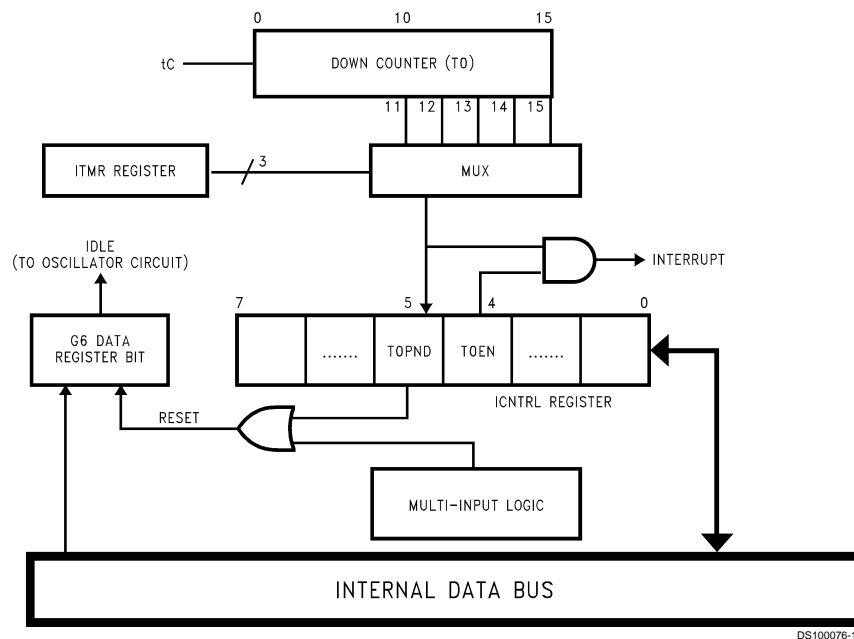 0 10 15
tC
DOWN COUNTER (T0)
11 12 13 14 15
ITMR REGISTER
3
MUX
IDLE
(TO OSCILLATOR CIRCUIT)
INTERRUPT
7 5 4 0
G6 DATA
REGISTER BIT
....... TOPND TOEN .......
ICNTRL REGISTER
RESET
MULTI-INPUT LOGIC
INTERNAL DATA BUS